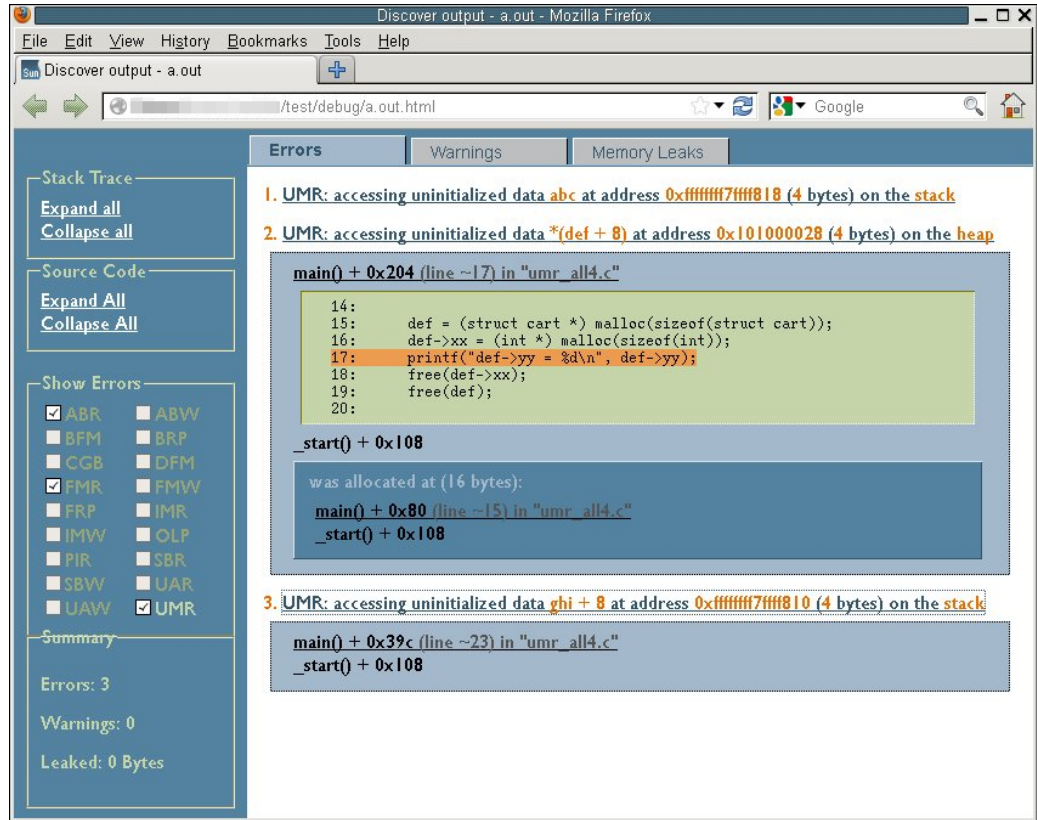 Discover output - a.out - Mozilla Firefox
File Edit View History Bookmarks Tools Help
Sun Discover output - a.out
/test/debug/a.out.html
Google
Errors Warnings Memory Leaks
Stack Trace
Expand all
Collapse all
Source Code
Expand All
Collapse All
Show Errors
ABR ABW
BFM BRP
CGB DFM
FMR FMW
FRP IMR
IMW OLP
PIR SBR
SBW UAR
UAW UMR
Summary
Errors: 3
Warnings: 0
Leaked: 0 Bytes
1. UMR: accessing uninitialized data abc at address 0xffffffff7ffff818 (4 bytes) on the stack
2. UMR: accessing uninitialized data *(def + 8) at address 0x101000028 (4 bytes) on the heap
main() + 0x204 (line ~17) in "umr_all4.c"
14:
15: def = (struct cart *) malloc(sizeof(struct cart));
16: def->xx = (int *) malloc(sizeof(int));
17: printf("def->yy = %d\n", def->yy);
18: free(def->xx);
19: free(def);
20:
_start() + 0x108
was allocated at (16 bytes):
main() + 0x80 (line ~15) in "umr_all4.c"
_start() + 0x108
3. UMR: accessing uninitialized data ghi + 8 at address 0xffffffff7ffff810 (4 bytes) on the stack
main() + 0x39c (line ~23) in "umr_all4.c"
_start() + 0x108